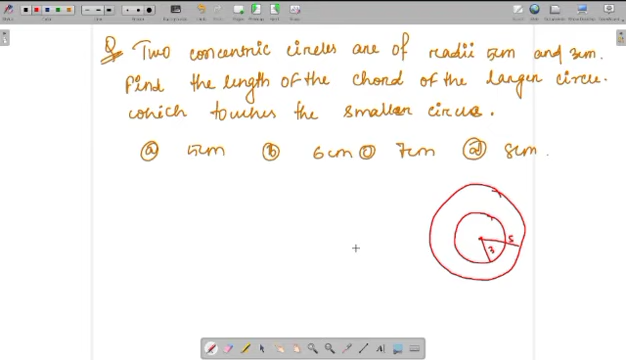 Q Two concentric circles are of radii 5cm and 3cm.
Find the length of the chord of the larger circle.
which touches the smaller circle.
(a) 5cm (b) 6cm (c) 7cm (d) 8cm.
5
3